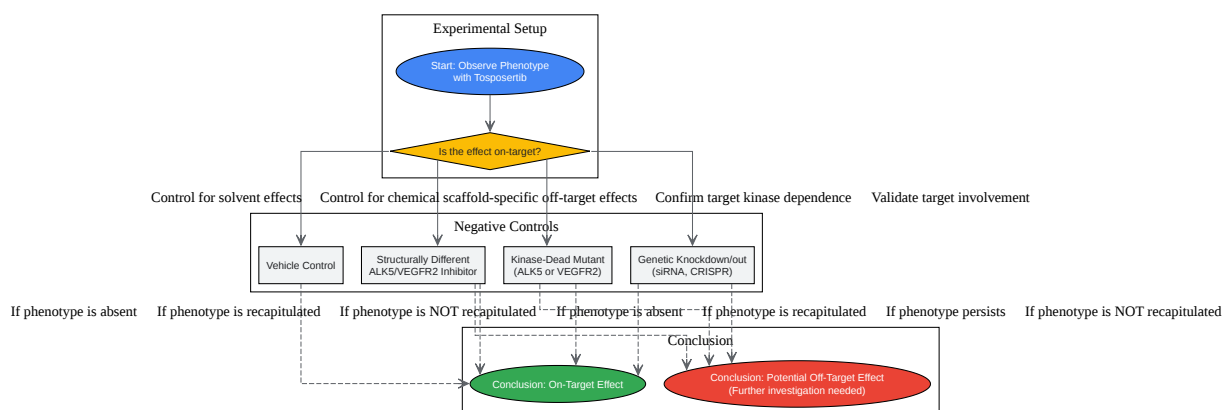 Experimental Setup
Start: Observe Phenotype
with Tosposertib
Is the effect on-target?
Control for solvent effects
Control for chemical scaffold-specific off-target effects
Confirm target kinase dependence
Validate target involvement
Negative Controls
Vehicle Control
Structurally Different
ALK5/VEGFR2 Inhibitor
Kinase-Dead Mutant
(ALK5 or VEGFR2)
Genetic Knockdown/out
(siRNA, CRISPR)
If phenotype is absent
If phenotype is recapitulated
If phenotype is NOT recapitulated
If phenotype is absent
If phenotype is recapitulated
If phenotype persists
If phenotype is NOT recapitulated
Conclusion
Conclusion: On-Target Effect
Conclusion: Potential Off-Target Effect
(Further investigation needed)